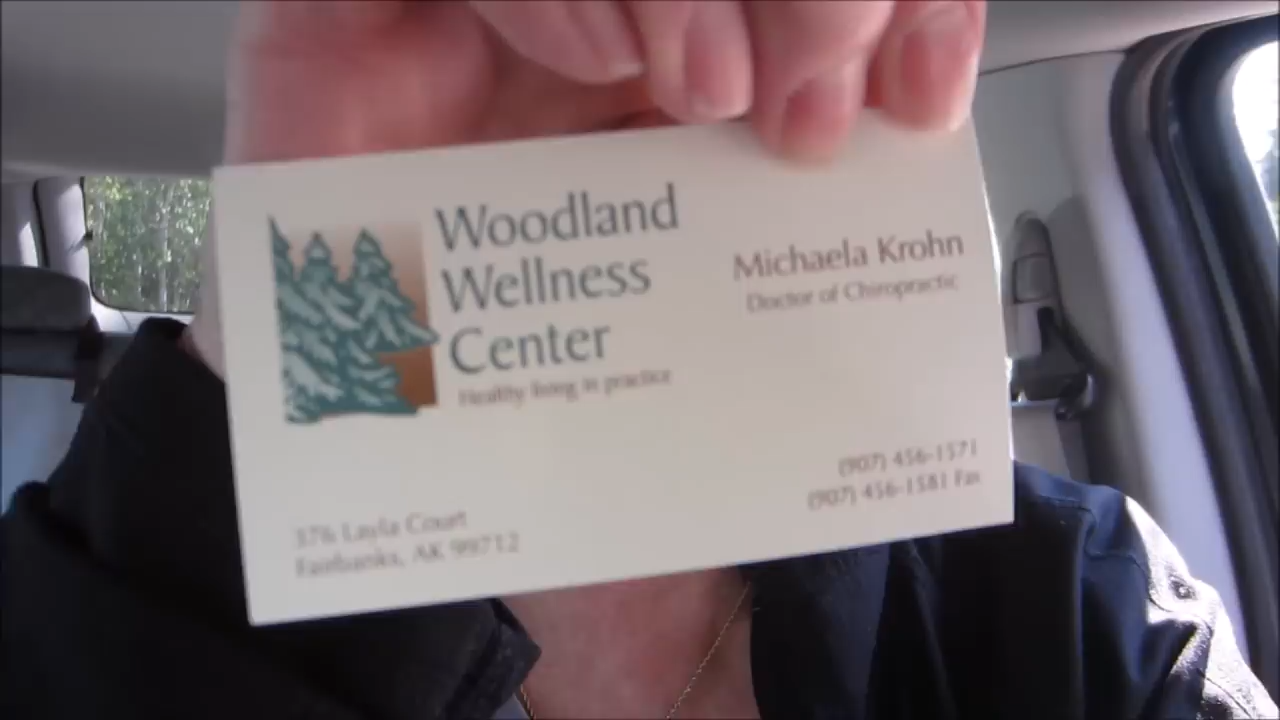 Woodland
Wellness
Center
Healthy living in practice
Michaela Krohn
Doctor of Chiropractic
(907) 456-1571
(907) 456-1581 Fax
376 Layla Court
Fairbanks, AK 99712